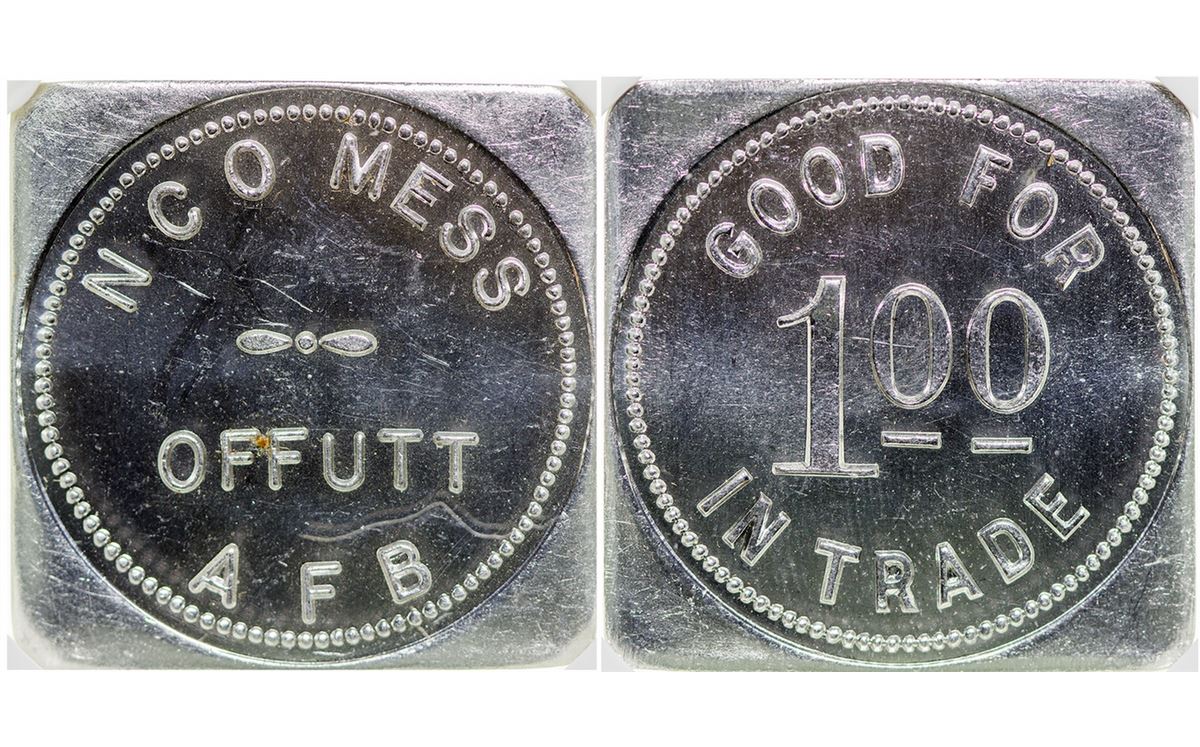 NCO MESS
OFFUTT
AFB
GOOD FOR
100
IN TRADE